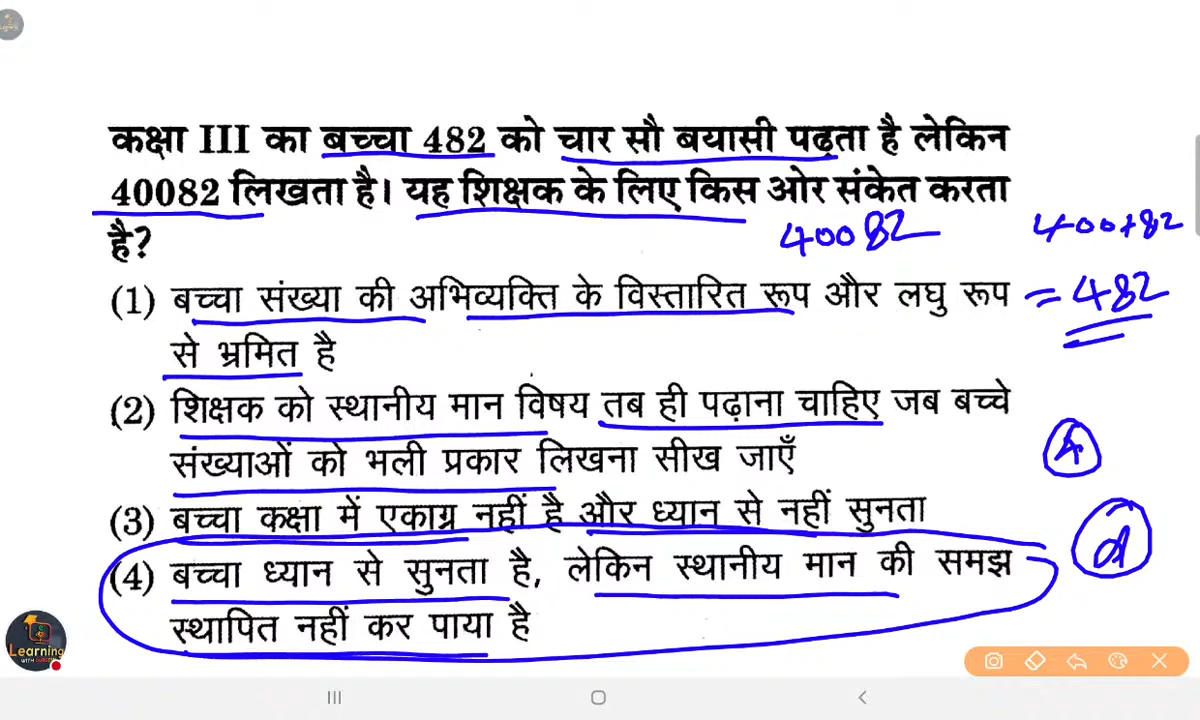 कक्षा III का बच्चा 482 को चार सौ बयासी पढ़ता है लेकिन
40082 लिखता है। यह शिक्षक के लिए किस ओर संकेत करता
है?
40082
400+82
= 482
(1) बच्चा संख्या की अभिव्यक्ति के विस्तारित रूप और लघु रूप
से भ्रमित है
(2) शिक्षक को स्थानीय मान विषय तब ही पढ़ाना चाहिए जब बच्चे
संख्याओं को भली प्रकार लिखना सीख जाएँ
(3) बच्चा कक्षा में एकाग्र नहीं है और ध्यान से नहीं सुनता
(4) बच्चा ध्यान से सुनता है, लेकिन स्थानीय मान की समझ
स्थापित नहीं कर पाया है
4
d
Learning